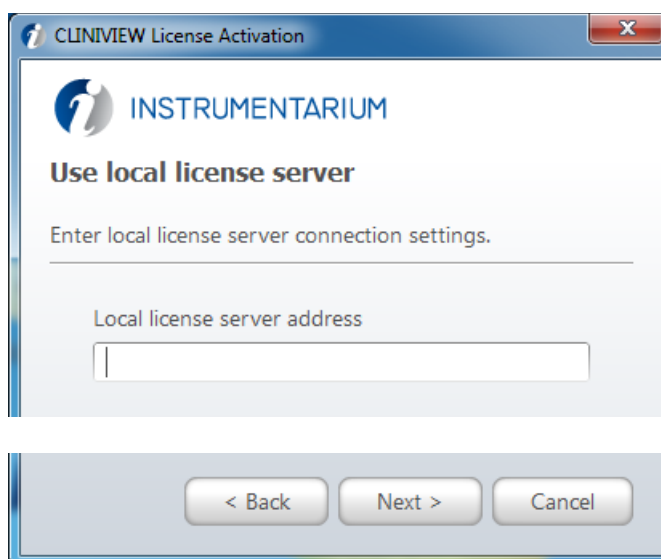 CLINIVIEW License Activation
INSTRUMENTARIUM
Use local license server
Enter local license server connection settings.
Local license server address
< Back Next > Cancel